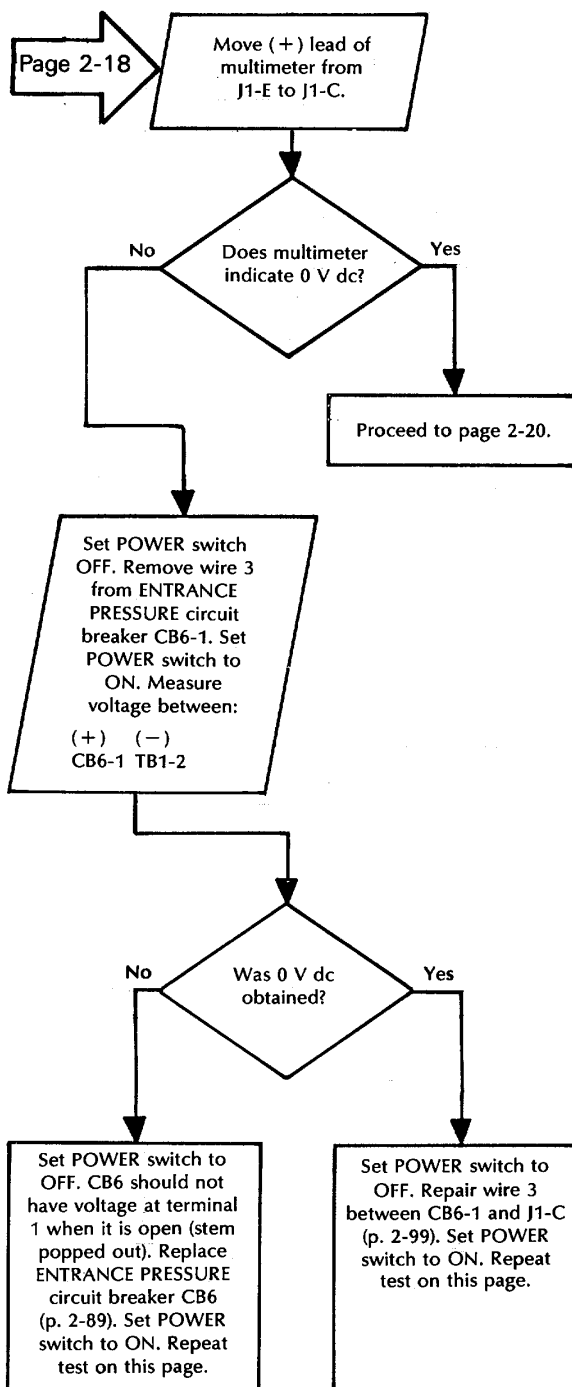 Page 2-18
Move (+) lead of
multimeter from
J1-E to J1-C.
No
Does multimeter
indicate 0 V dc?
Yes
Proceed to page 2-20.
Set POWER switch
OFF. Remove wire 3
from ENTRANCE
PRESSURE circuit
breaker CB6-1. Set
POWER switch to
ON. Measure
voltage between:
(+) (−)
CB6-1 TB1-2
No
Was 0 V dc
obtained?
Yes
Set POWER switch to
OFF. CB6 should not
have voltage at terminal
1 when it is open (stem
popped out). Replace
ENTRANCE PRESSURE
circuit breaker CB6
(p. 2-89). Set POWER
switch to ON. Repeat
test on this page.
Set POWER switch to
OFF. Repair wire 3
between CB6-1 and J1-C
(p. 2-99). Set POWER
switch to ON. Repeat
test on this page.